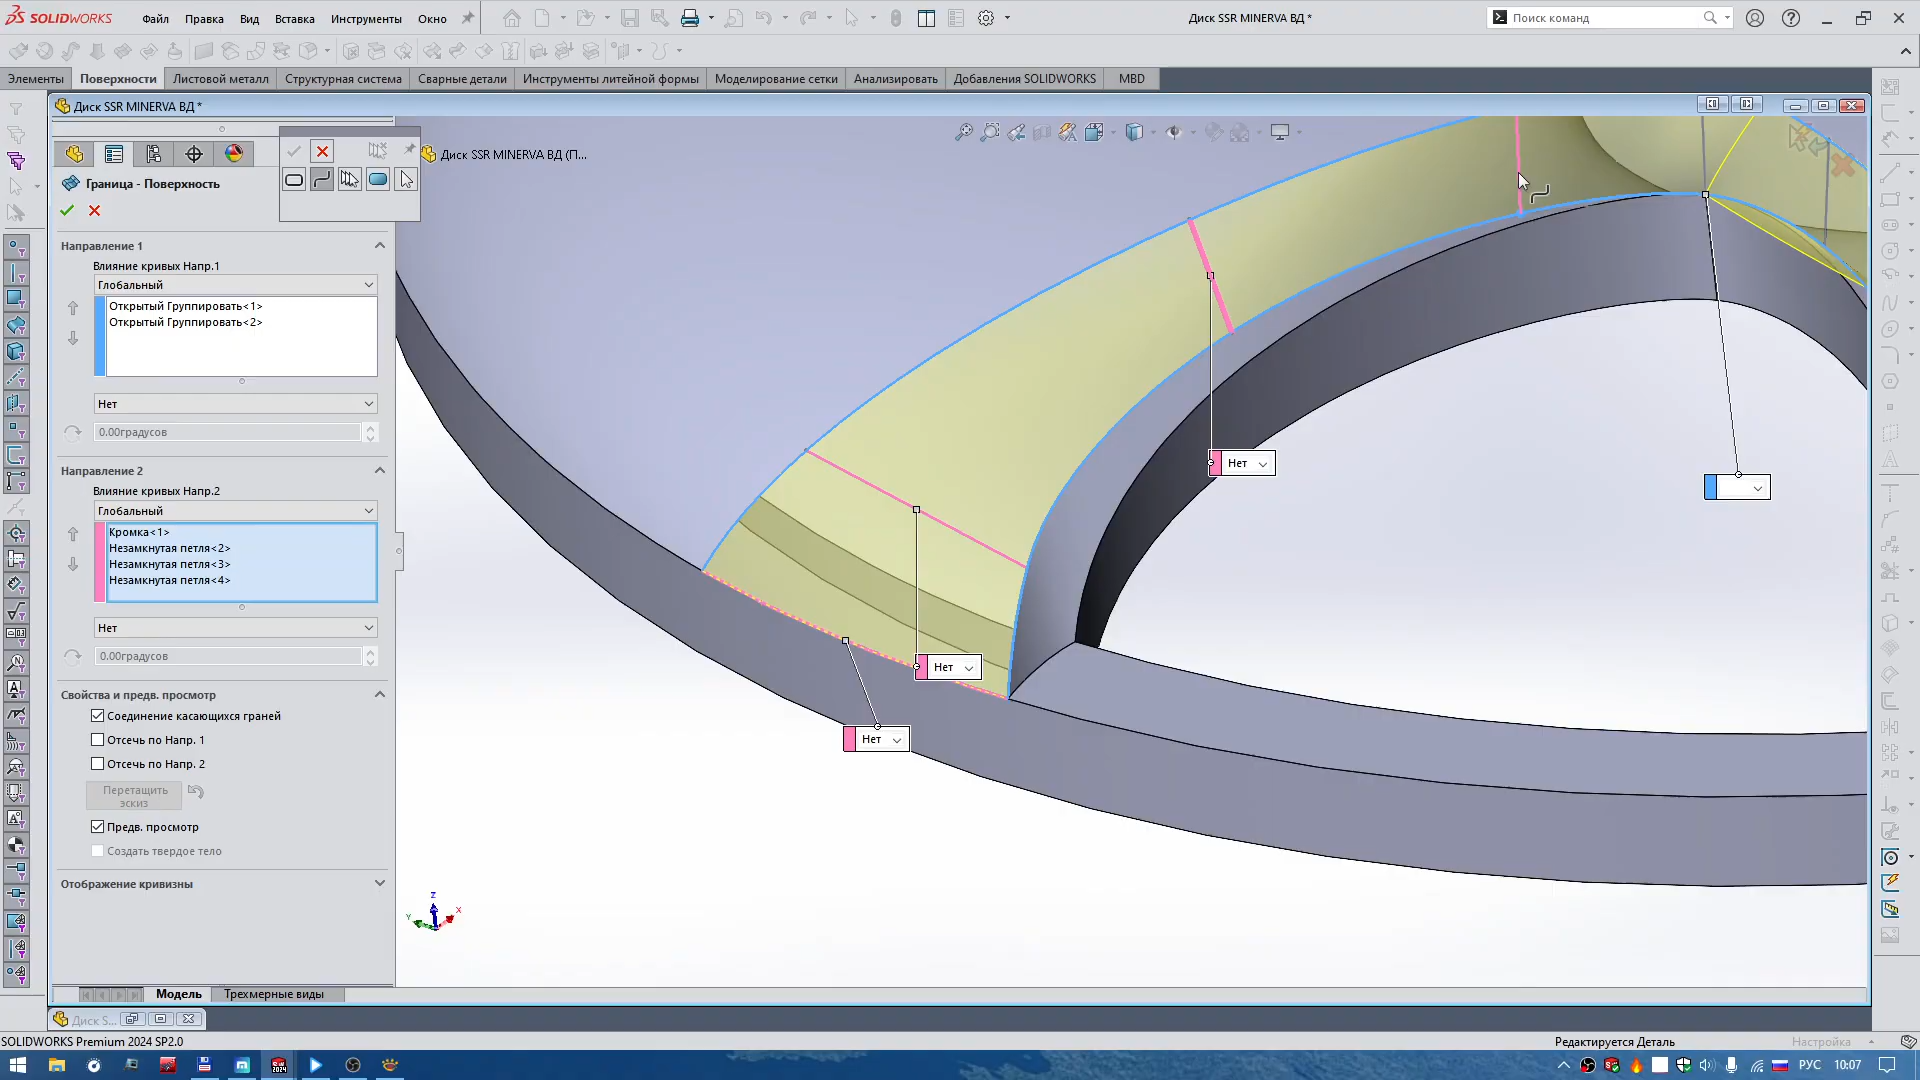 SOLIDWORKS
Файл
Правка
Вид
Вставка
Инструменты
Окно
Диск SSR MINERVA ВД *
Поиск команд
Элементы
Поверхности
Листовой металл
Структурная система
Сварные детали
Инструменты литейной формы
Моделирование сетки
Анализировать
Добавления SOLIDWORKS
MBD
Диск SSR MINERVA ВД *
Диск SSR MINERVA ВД (П...
Граница - Поверхность
Направление 1
Влияние кривых Напр.1
Глобальный
Открытый Группировать<1>
Открытый Группировать<2>
Нет
0.00градусов
Направление 2
Влияние кривых Напр.2
Глобальный
Кромка<1>
Незамкнутая петля<2>
Незамкнутая петля<3>
Незамкнутая петля<4>
Нет
0.00градусов
Свойства и предв. просмотр
Соединение касающихся граней
Отсечь по Напр. 1
Отсечь по Напр. 2
Перетащить
эскиз
Предв. просмотр
Создать твердое тело
Отображение кривизны
Нет
Нет
Нет
Z
Y
X
Модель
Трехмерные виды
Диск S...
SOLIDWORKS Premium 2024 SP2.0
Редактируется Деталь
Настройка
РУС
10:07